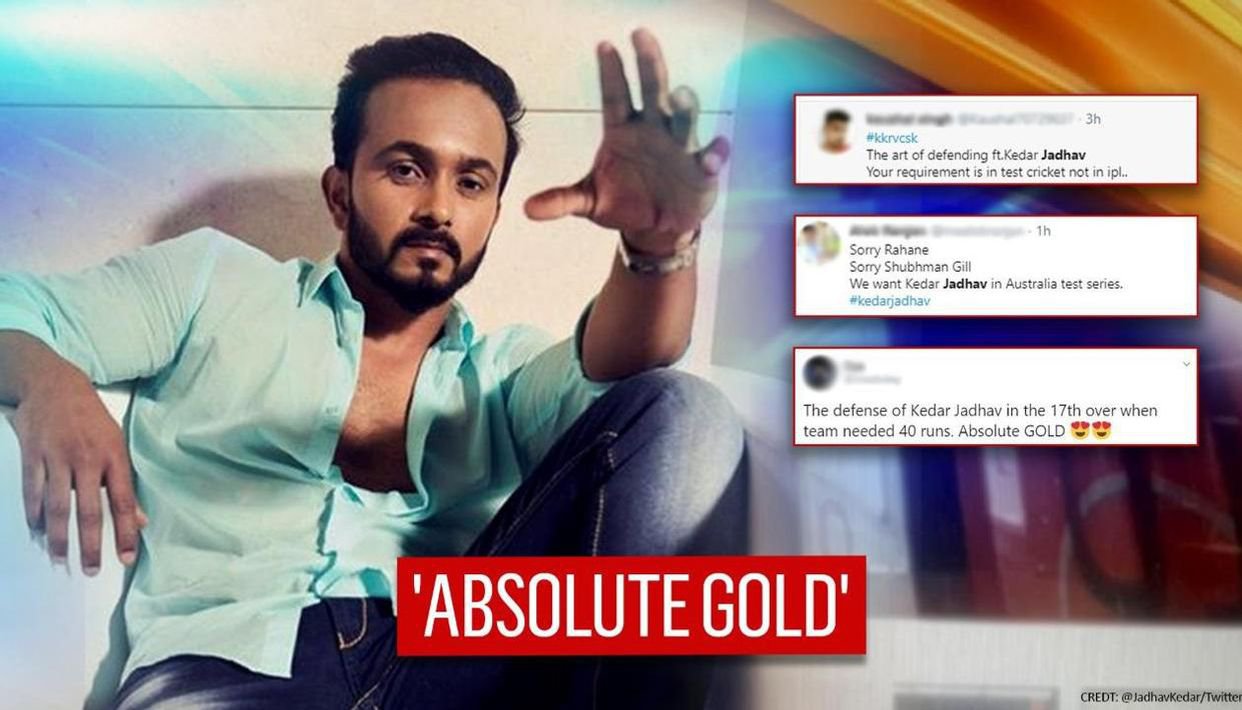 3h
#kkrvcsk
The art of defending ft.Kedar Jadhav
Your requirement is in test cricket not in ipl..
1h
Sorry Rahane
Sorry Shubhman Gill
We want Kedar Jadhav in Australia test series.
#kedarjadhav
The defense of Kedar Jadhav in the 17th over when
team needed 40 runs. Absolute GOLD 😍😍
'ABSOLUTE GOLD'
CREDT: @JadhavKedar/Twitter